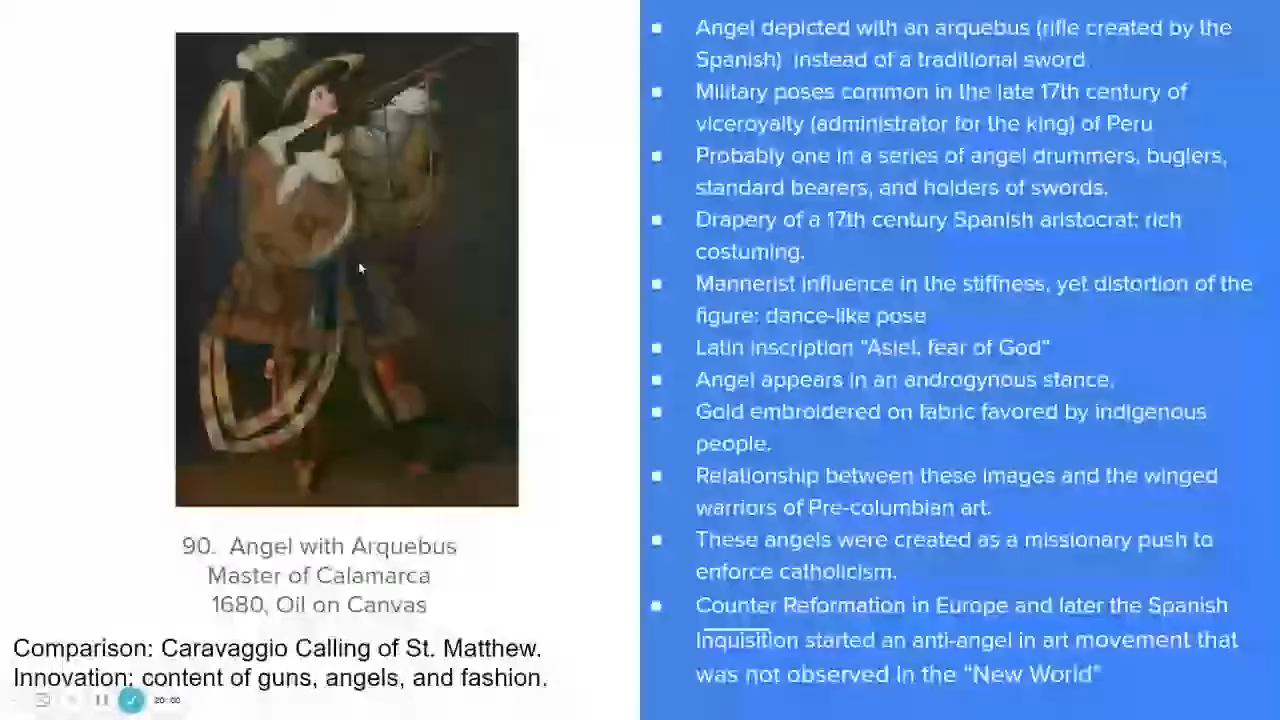 90. Angel with Arquebus
Master of Calamarca
1680, Oil on Canvas
Comparison: Caravaggio Calling of St. Matthew.
Innovation: content of guns, angels, and fashion.
20:00
Angel depicted with an arquebus (rifle created by the
Spanish) instead of a traditional sword.
Military poses common in the late 17th century of
viceroyalty (administrator for the king) of Peru
Probably one in a series of angel drummers, buglers,
standard bearers, and holders of swords.
Drapery of a 17th century Spanish aristocrat: rich
costuming.
Mannerist influence in the stiffness, yet distortion of the
figure: dance-like pose
Latin inscription "Asiel, fear of God"
Angel appears in an androgynous stance.
Gold embroidered on fabric favored by indigenous
people.
Relationship between these images and the winged
warriors of Pre-columbian art.
These angels were created as a missionary push to
enforce catholicism.
Counter Reformation in Europe and later the Spanish
Inquisition started an anti-angel in art movement that
was not observed in the "New World"